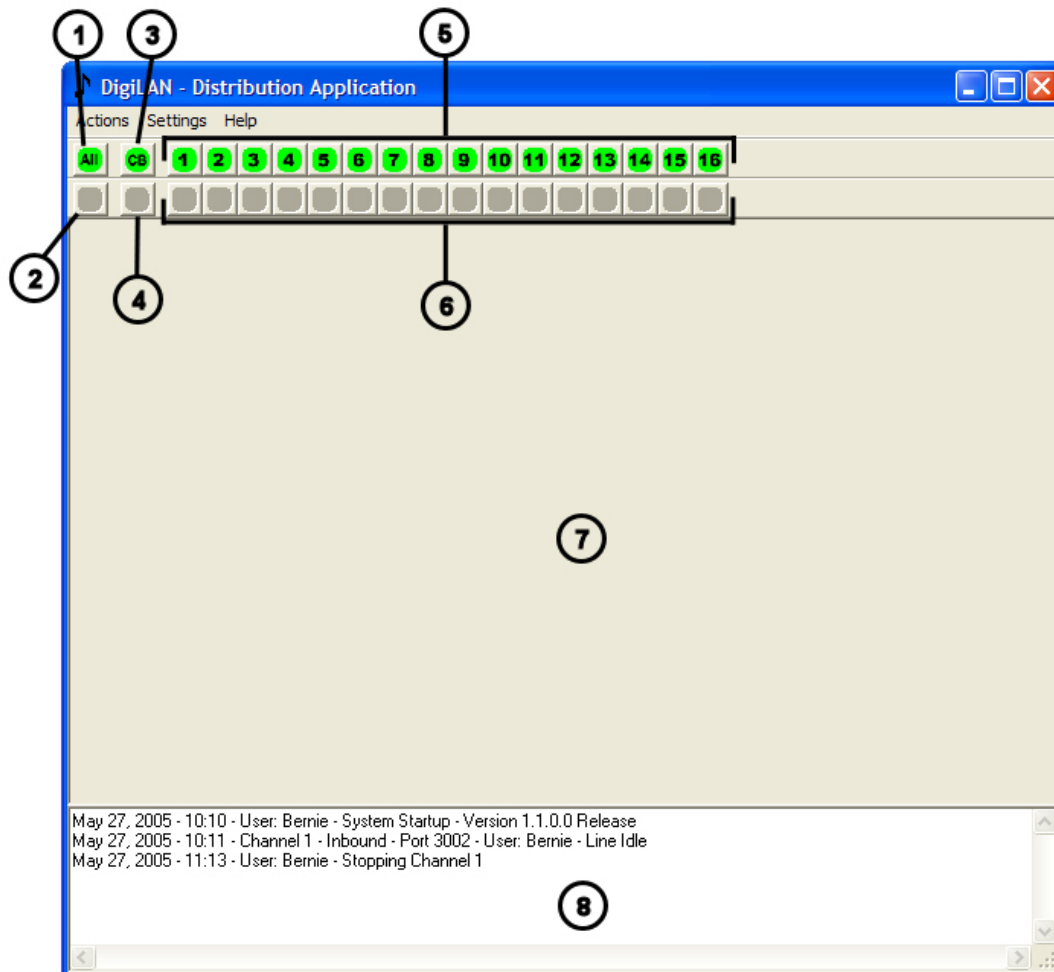 1 3 5
DigiLAN - Distribution Application
Actions Settings Help
All CB 1 2 3 4 5 6 7 8 9 10 11 12 13 14 15 16
2 4 6
7
May 27, 2005 - 10:10 - User: Bernie - System Startup - Version 1.1.0.0 Release
May 27, 2005 - 10:11 - Channel 1 - Inbound - Port 3002 - User: Bernie - Line Idle
May 27, 2005 - 11:13 - User: Bernie - Stopping Channel 1
8